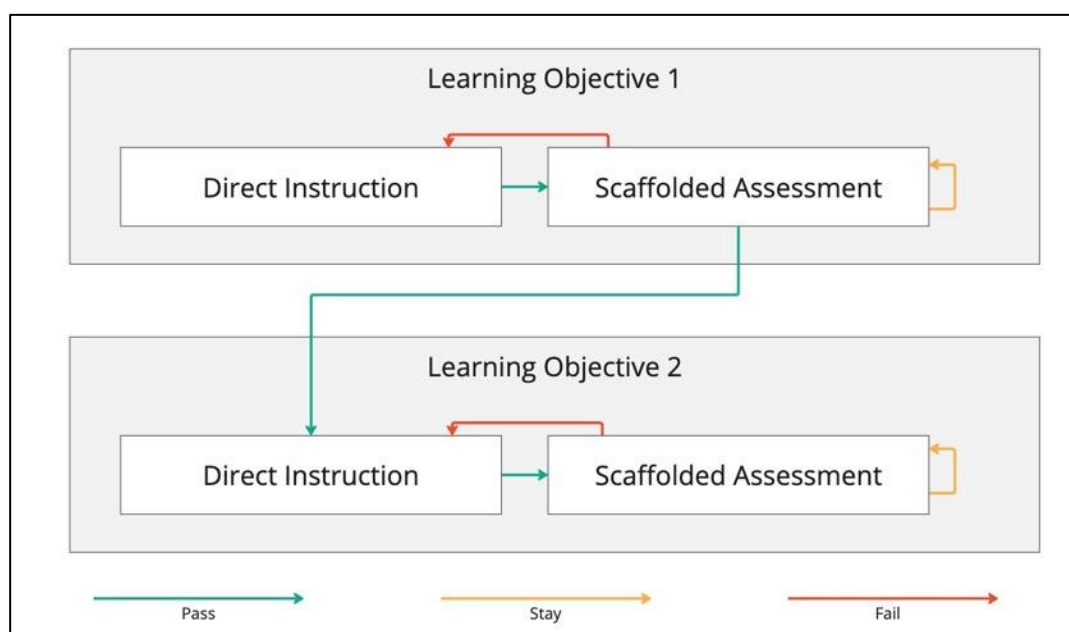 Learning Objective 1
Direct Instruction
Scaffolded Assessment
Learning Objective 2
Direct Instruction
Scaffolded Assessment
Pass
Stay
Fail